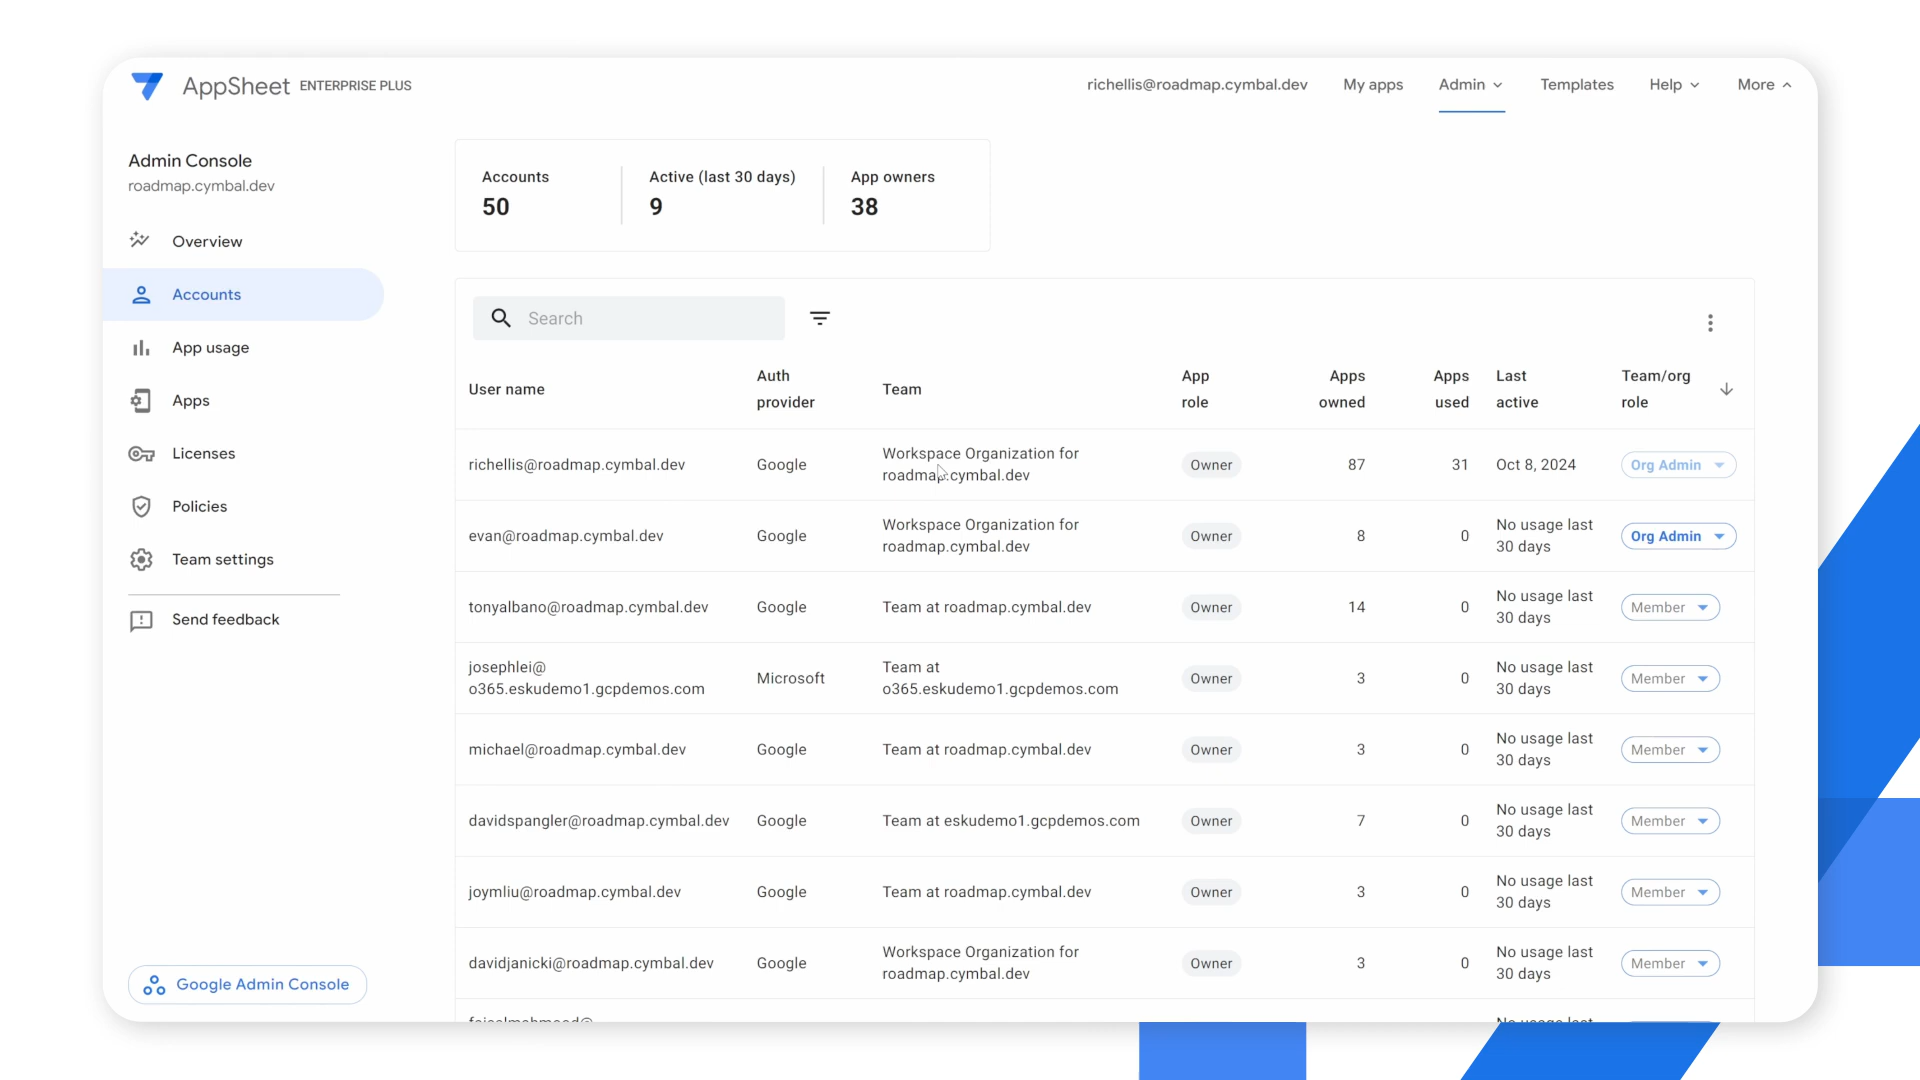 AppSheet ENTERPRISE PLUS
richellis@roadmap.cymbal.dev
My apps
Admin
Templates
Help
More
Admin Console
roadmap.cymbal.dev
Overview
Accounts
App usage
Apps
Licenses
Policies
Team settings
Send feedback
Google Admin Console
Accounts
50
Active (last 30 days)
9
App owners
38
Search
User name
Auth
provider
Team
App
role
Apps
owned
Apps
used
Last
active
Team/org
role
richellis@roadmap.cymbal.dev
Google
Workspace Organization for
roadmap.cymbal.dev
Owner
87
31
Oct 8, 2024
Org Admin
evan@roadmap.cymbal.dev
Google
Workspace Organization for
roadmap.cymbal.dev
Owner
8
0
No usage last
30 days
Org Admin
tonyalbano@roadmap.cymbal.dev
Google
Team at roadmap.cymbal.dev
Owner
14
0
No usage last
30 days
Member
josephlei@
o365.eskudemo1.gcpdemos.com
Microsoft
Team at
o365.eskudemo1.gcpdemos.com
Owner
3
0
No usage last
30 days
Member
michael@roadmap.cymbal.dev
Google
Team at roadmap.cymbal.dev
Owner
3
0
No usage last
30 days
Member
davidspangler@roadmap.cymbal.dev
Google
Team at eskudemo1.gcpdemos.com
Owner
7
0
No usage last
30 days
Member
joymliu@roadmap.cymbal.dev
Google
Team at roadmap.cymbal.dev
Owner
3
0
No usage last
30 days
Member
davidjanicki@roadmap.cymbal.dev
Google
Workspace Organization for
roadmap.cymbal.dev
Owner
3
0
No usage last
30 days
Member
No usage last